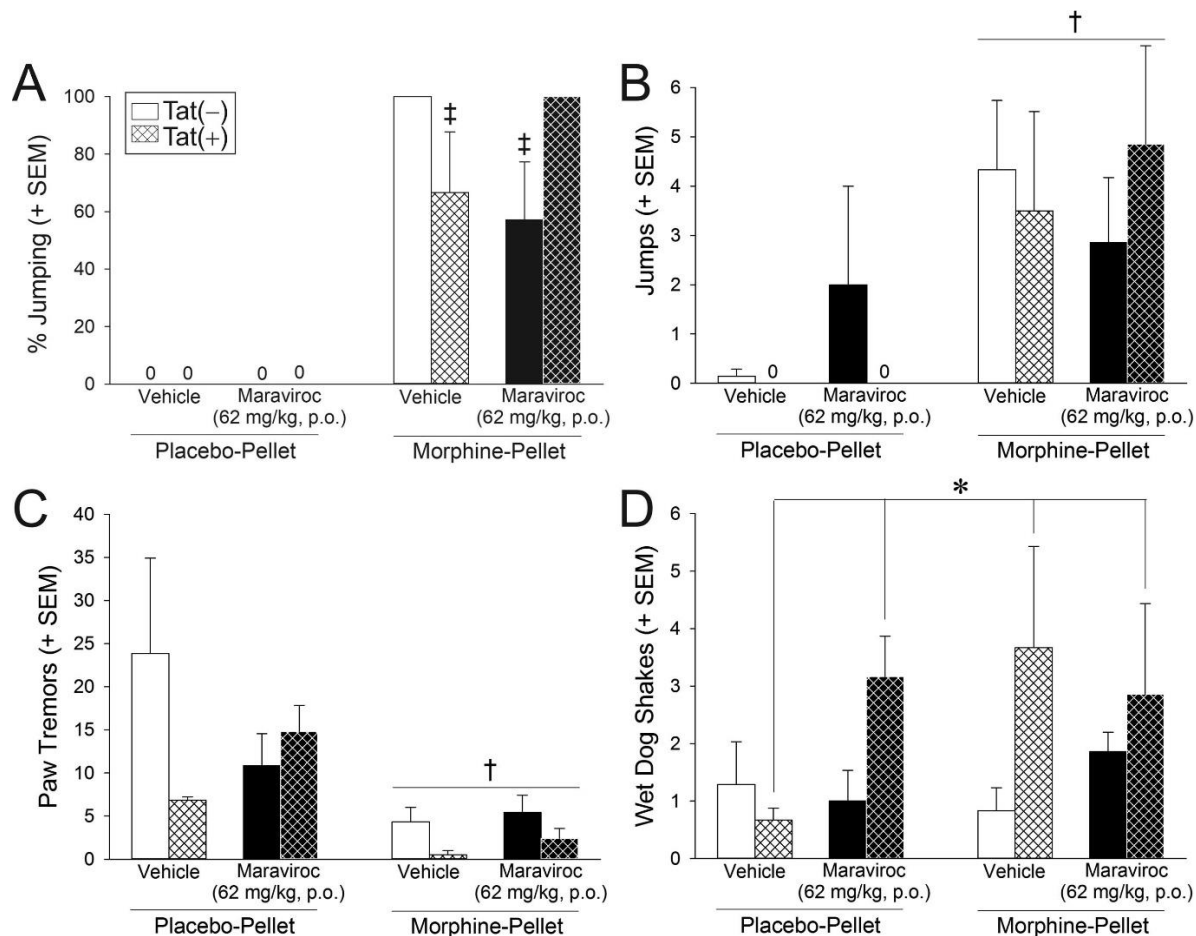 A
% Jumping (+ SEM)
100
80
60
40
20
0
Tat(−)
Tat(+)
0 0 0 0
‡
‡
Vehicle Maraviroc Vehicle Maraviroc
(62 mg/kg, p.o.) (62 mg/kg, p.o.)
Placebo-Pellet Morphine-Pellet
B
Jumps (+ SEM)
6
5
4
3
2
1
0
†
0 0
Vehicle Maraviroc Vehicle Maraviroc
(62 mg/kg, p.o.) (62 mg/kg, p.o.)
Placebo-Pellet Morphine-Pellet
C
Paw Tremors (+ SEM)
40
35
30
25
20
15
10
5
0
†
Vehicle Maraviroc Vehicle Maraviroc
(62 mg/kg, p.o.) (62 mg/kg, p.o.)
Placebo-Pellet Morphine-Pellet
D
Wet Dog Shakes (+ SEM)
6
5
4
3
2
1
0
*
Vehicle Maraviroc Vehicle Maraviroc
(62 mg/kg, p.o.) (62 mg/kg, p.o.)
Placebo-Pellet Morphine-Pellet